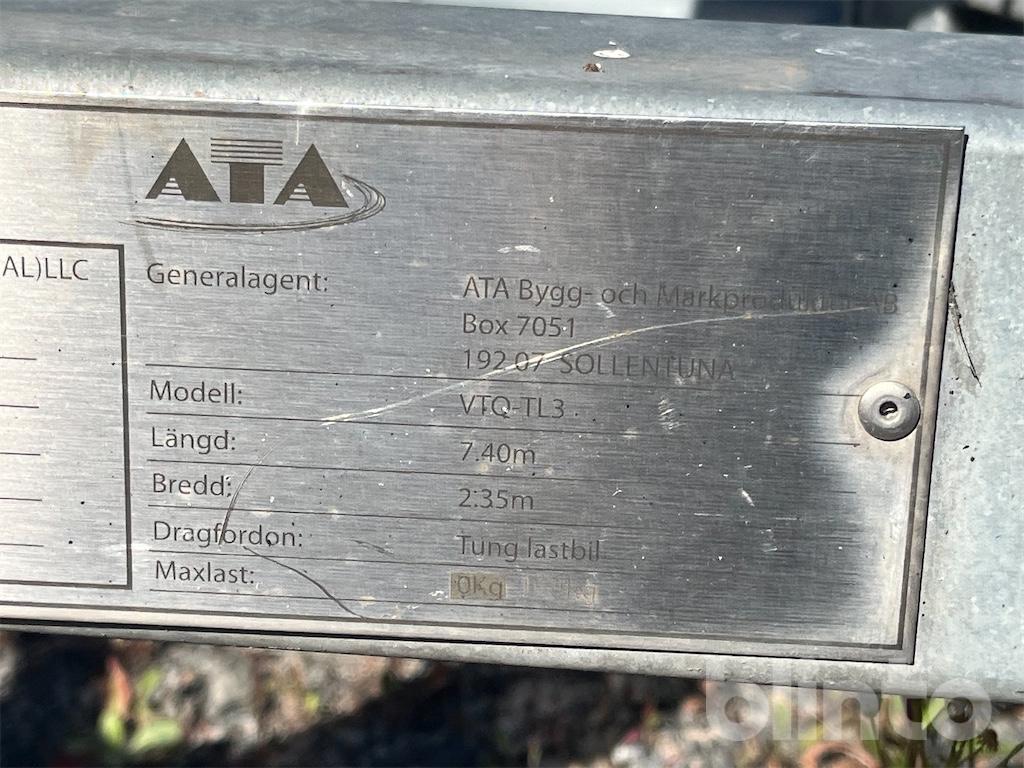 ATA
AL)LLC
Generalagent: ATA Bygg- och Markprodukter AB
Box 7051
192 07 SOLLENTUNA
Modell: VTQ-TL3
Längd: 7.40m
Bredd: 2:35m
Dragfordon: Tung lastbil
Maxlast: 0Kg
blinto